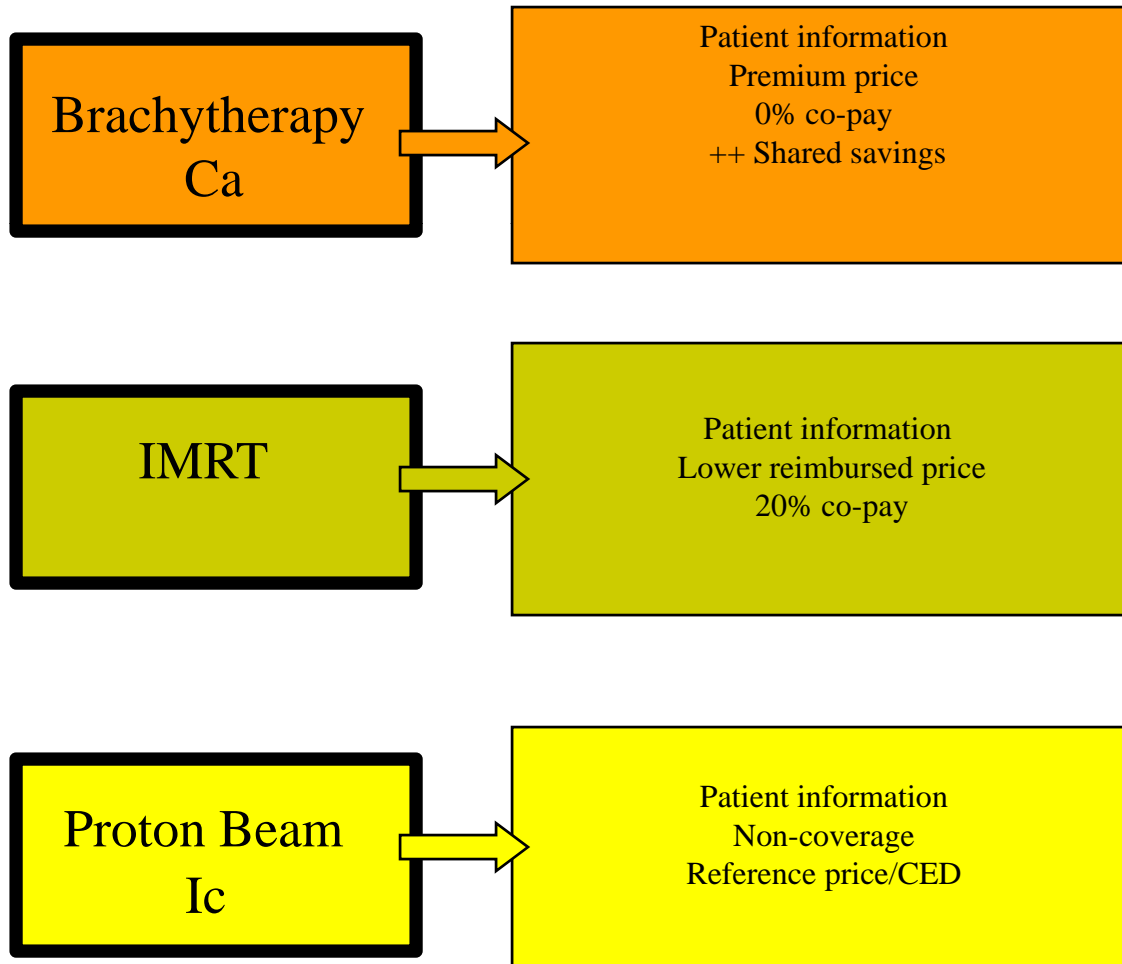 Brachytherapy
Ca
Patient information
Premium price
0% co-pay
++ Shared savings
IMRT
Patient information
Lower reimbursed price
20% co-pay
Proton Beam
Ic
Patient information
Non-coverage
Reference price/CED